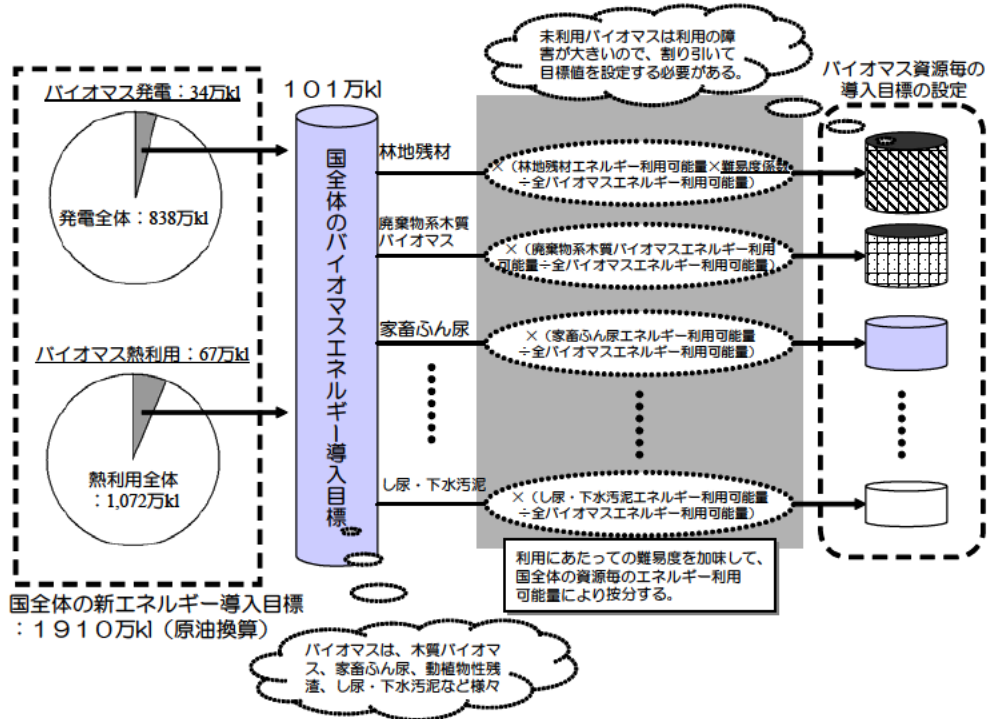 未利用バイオマスは利用の障
害が大きいので、割り引いて
目標値を設定する必要がある。
バイオマス資源毎の
導入目標の設定
バイオマス発電：34万kl
発電全体：838万kl
101万kl
国全体のバイオマスエネルギー導入目標
林地残材
×（林地残材エネルギー利用可能量×難易度係数
÷全バイオマスエネルギー利用可能量）
廃棄物系木質
バイオマス
×（廃棄物系木質バイオマスエネルギー利用
可能量÷全バイオマスエネルギー利用可能量）
家畜ふん尿
×（家畜ふん尿エネルギー利用可能量
÷全バイオマスエネルギー利用可能量）
バイオマス熱利用：67万kl
熱利用全体
：1,072万kl
し尿・下水汚泥
×（し尿・下水汚泥エネルギー利用可能量
÷全バイオマスエネルギー利用可能量）
利用にあたっての難易度を加味して、
国全体の資源毎のエネルギー利用
可能量により按分する。
国全体の新エネルギー導入目標
：１９１０万kl（原油換算）
バイオマスは、木質バイオマ
ス、家畜ふん尿、動植物性残
渣、し尿・下水汚泥など様々